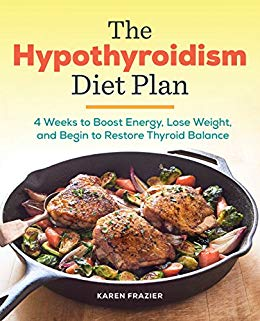 The
Hypothyroidism
Diet Plan
4 Weeks to Boost Energy, Lose Weight,
and Begin to Restore Thyroid Balance
KAREN FRAZIER